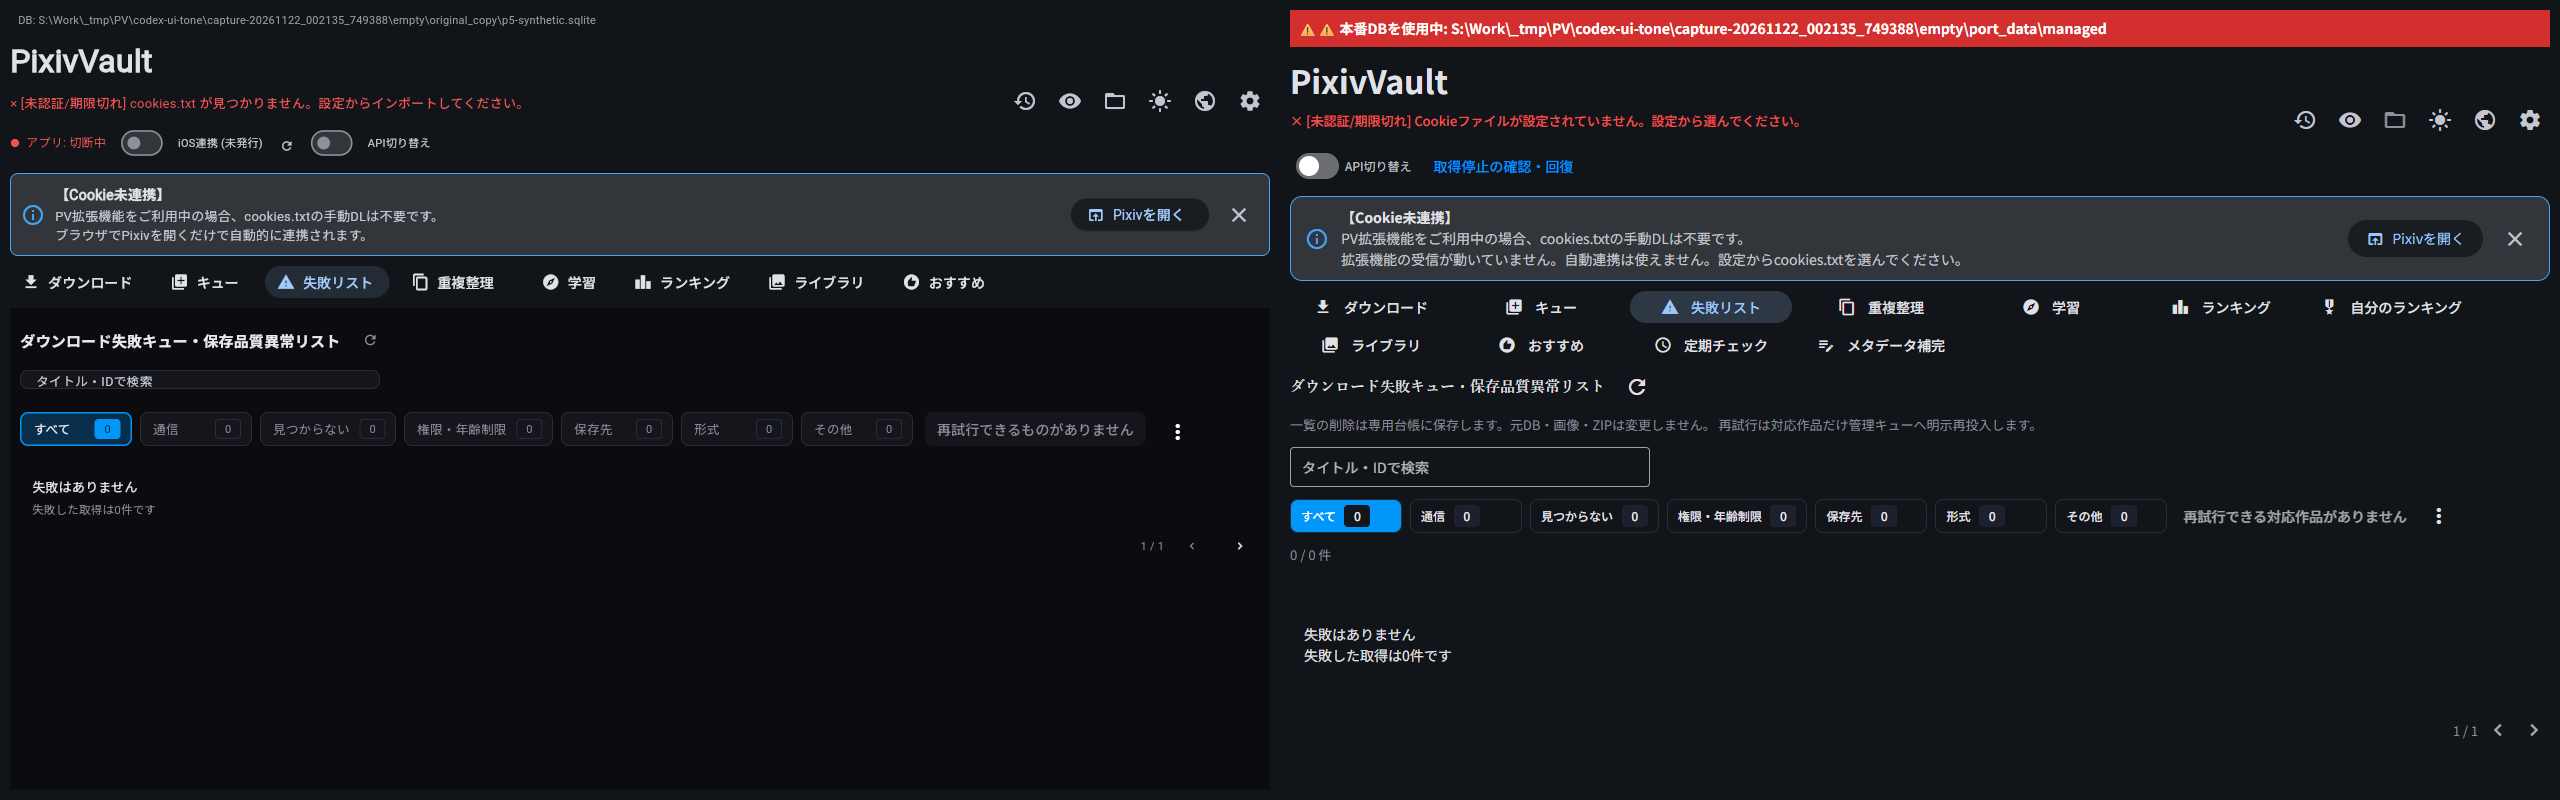 DB: S:\Work\_tmp\PV\codex-ui-tone\capture-20261122_002135_749388\empty\original_copy\p5-synthetic.sqlite
PixivVault
× [未認証/期限切れ] cookies.txt が見つかりません。設定からインポートしてください。
アプリ: 切断中 iOS連携 (未発行) API切り替え
【Cookie未連携】
PV拡張機能をご利用中の場合、cookies.txtの手動DLは不要です。
ブラウザでPixivを開くだけで自動的に連携されます。
Pixivを開く
ダウンロード キュー 失敗リスト 重複整理 学習 ランキング ライブラリ おすすめ
ダウンロード失敗キュー・保存品質異常リスト
タイトル・IDで検索
すべて 0 通信 0 見つからない 0 権限・年齢制限 0 保存先 0 形式 0 その他 0 再試行できるものがありません
失敗はありません
失敗した取得は0件です
1 / 1
本番DBを使用中: S:\Work\_tmp\PV\codex-ui-tone\capture-20261122_002135_749388\empty\port_data\managed
PixivVault
× [未認証/期限切れ] Cookieファイルが設定されていません。設定から選んでください。
API切り替え 取得停止の確認・回復
【Cookie未連携】
PV拡張機能をご利用中の場合、cookies.txtの手動DLは不要です。
拡張機能の受信が動いていません。自動連携は使えません。設定からcookies.txtを選んでください。
Pixivを開く
ダウンロード キュー 失敗リスト 重複整理 学習 ランキング 自分のランキング
ライブラリ おすすめ 定期チェック メタデータ補完
ダウンロード失敗キュー・保存品質異常リスト
一覧の削除は専用台帳に保存します。元DB・画像・ZIPは変更しません。 再試行は対応作品だけ管理キューへ明示再投入します。
タイトル・IDで検索
すべて 0 通信 0 見つからない 0 権限・年齢制限 0 保存先 0 形式 0 その他 0 再試行できる対応作品がありません
0 / 0 件
失敗はありません
失敗した取得は0件です
1 / 1